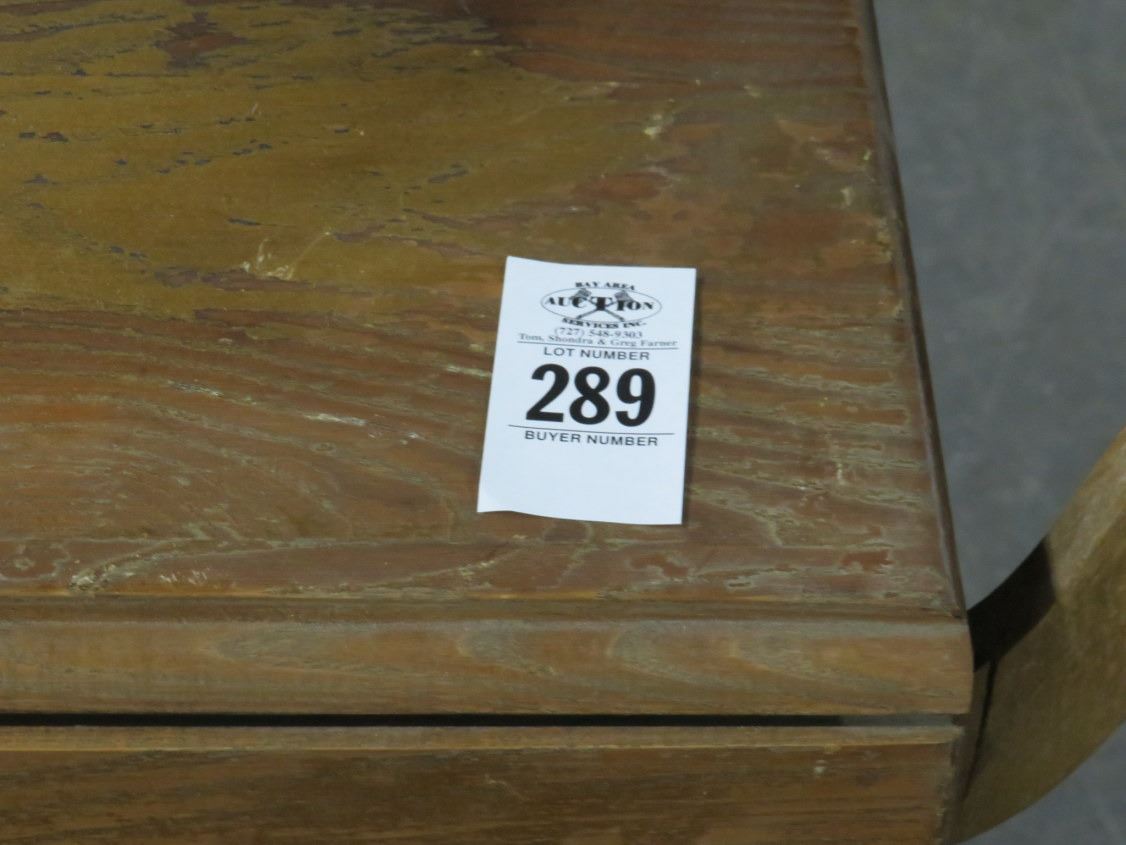 BAY AREA
AUCTION
SERVICES INC.
(727) 548-9303
Tom, Shondra & Greg Farner
LOT NUMBER
289
BUYER NUMBER